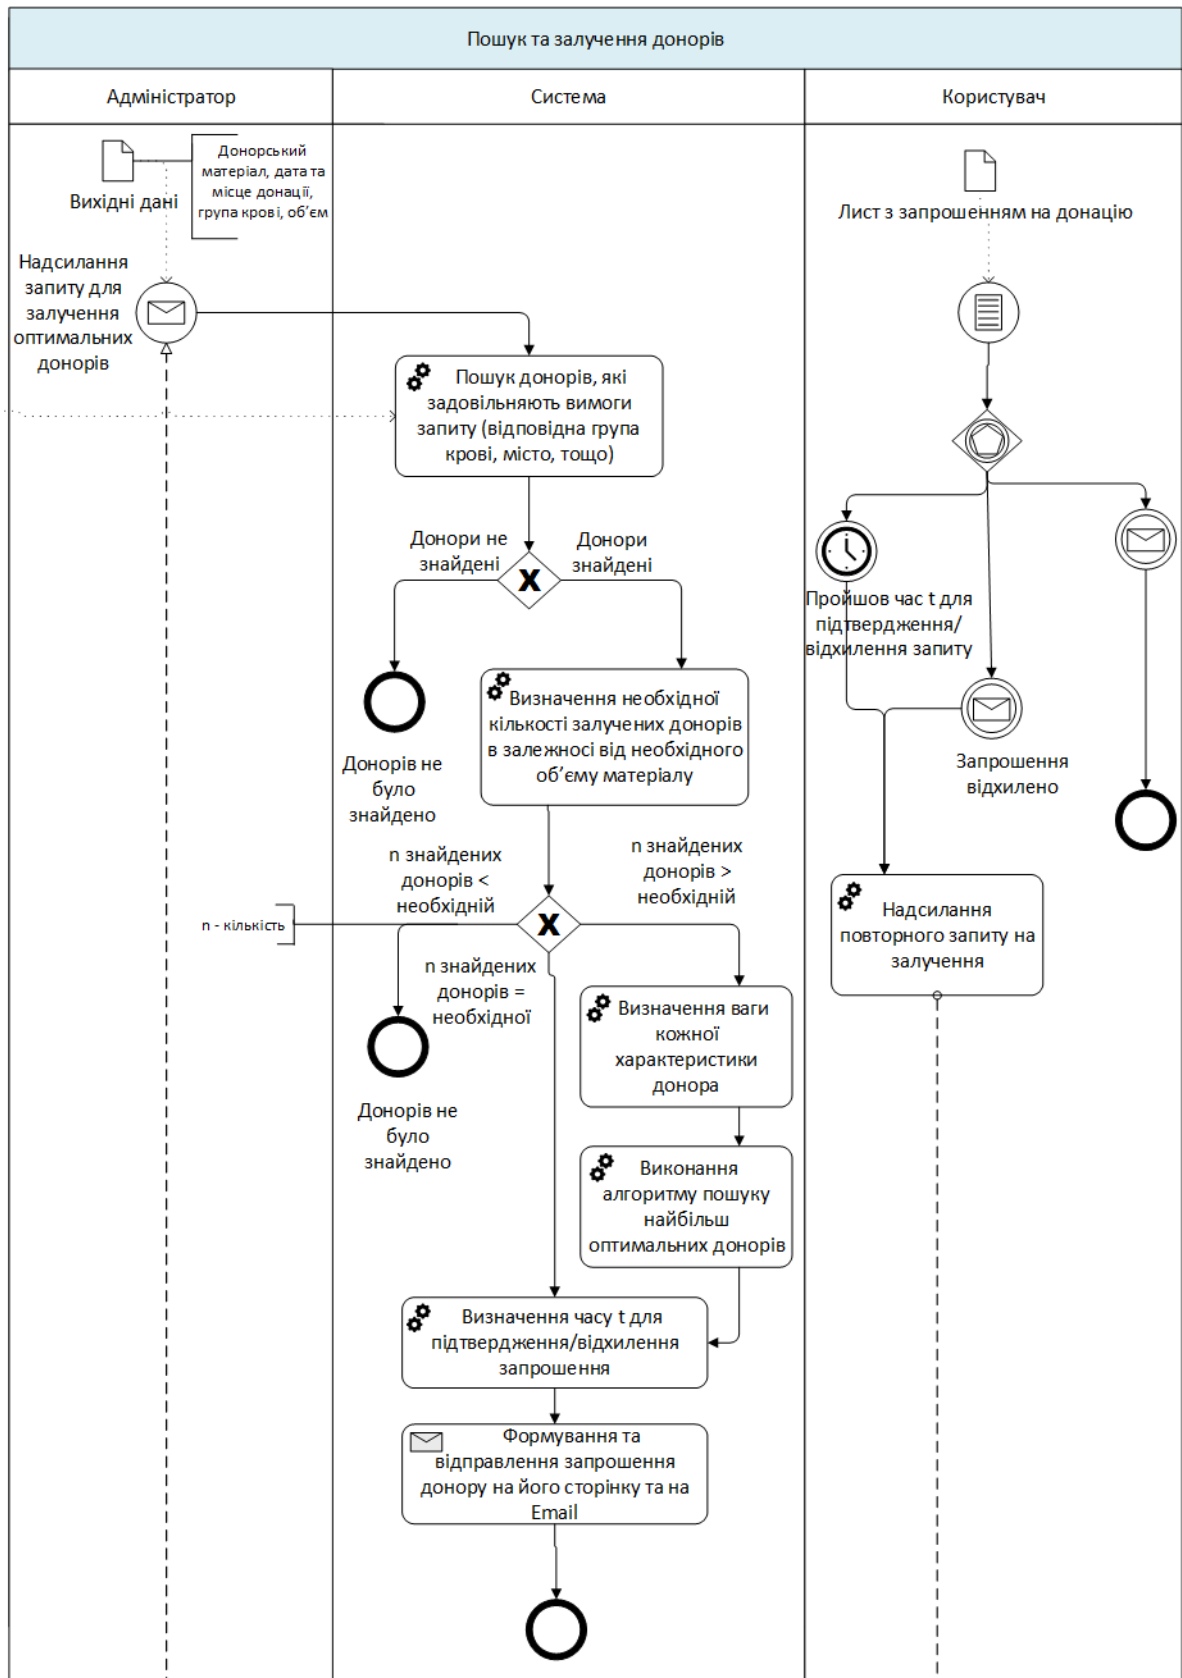 Пошук та залучення донорів
Адміністратор
Система
Користувач
Вихідні дані
Донорський
матеріал, дата та
місце донації,
група крові, об’єм
Лист з запрошенням на донацію
Надсилання
запиту для
залучення
оптимальних
донорів
Пошук донорів, які
задовільняють вимоги
запиту (відповідна група
крові, місто, тощо)
Донори не
знайдені
Донори
знайдені
X
Пройшов час t для
підтвердження/
відхилення запиту
Донорів не
було
знайдено
Визначення необхідної
кількості залучених донорів
в залежносі від необхідного
об’єму матеріалу
Запрошення
відхилено
n знайдених
донорів <
необхідній
n знайдених
донорів >
необхідній
n - кількість
X
n знайдених
донорів =
необхідної
Надсилання
повторного запиту на
залучення
Донорів не
було
знайдено
Визначення ваги
кожної
характеристики
донора
Виконання
алгоритму пошуку
найбільш
оптимальних донорів
Визначення часу t для
підтвердження/відхилення
запрошення
Формування та
відправлення запрошення
донору на його сторінку та на
Email